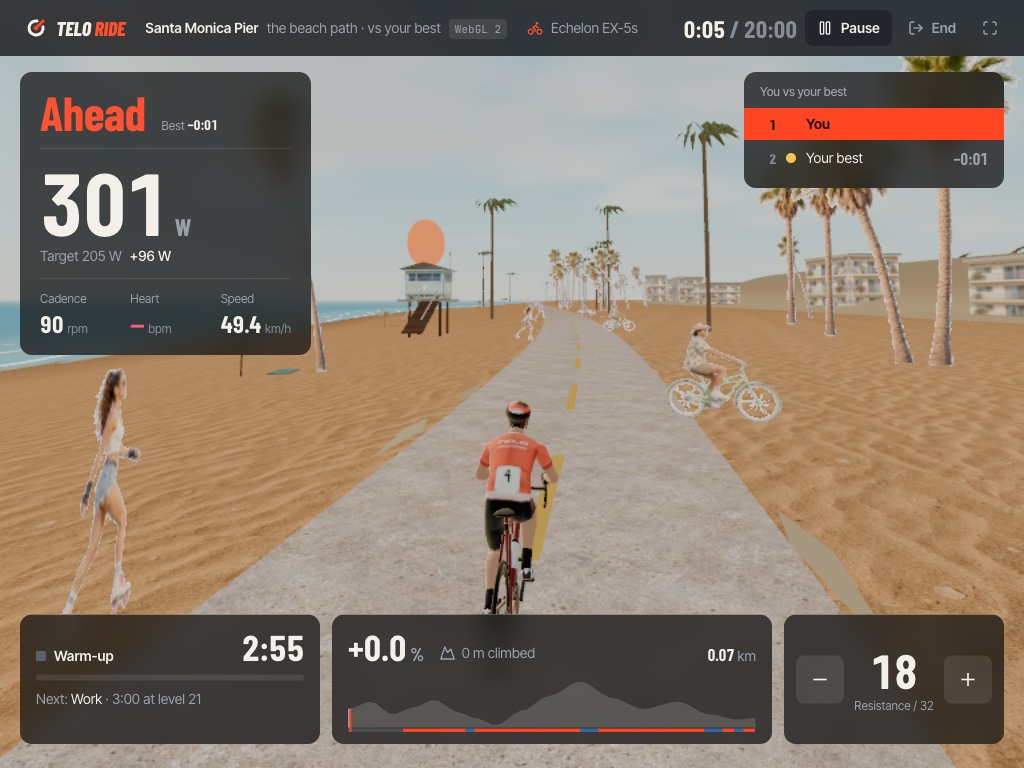 TELO RIDE Santa Monica Pier the beach path · vs your best WebGL 2 Echelon EX-5s 0:05 / 20:00 Pause End
Ahead Best −0:01
301 W
Target 205 W +96 W
Cadence Heart Speed
90 rpm – bpm 49.4 km/h
You vs your best
1 You
2 Your best −0:01
TELO
4
Warm-up 2:55
Next: Work · 3:00 at level 21
+0.0 % 0 m climbed 0.07 km
− 18 +
Resistance / 32